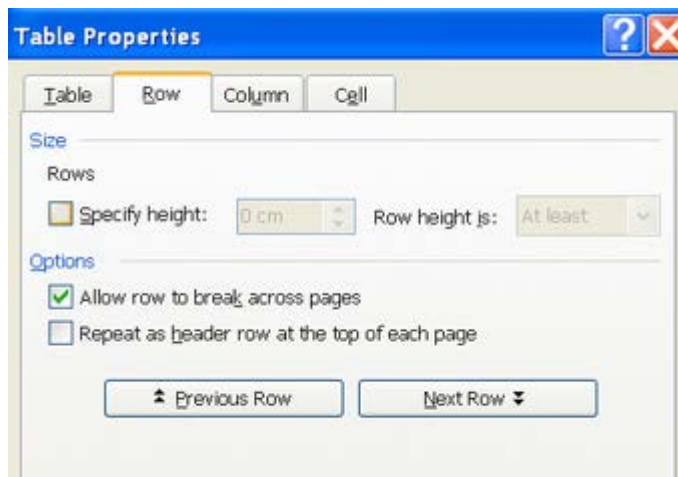 Table Properties
Table Row Column Cell
Size
Rows
Specify height: 0 cm Row height is: At least
Options
Allow row to break across pages
Repeat as header row at the top of each page
Previous Row Next Row